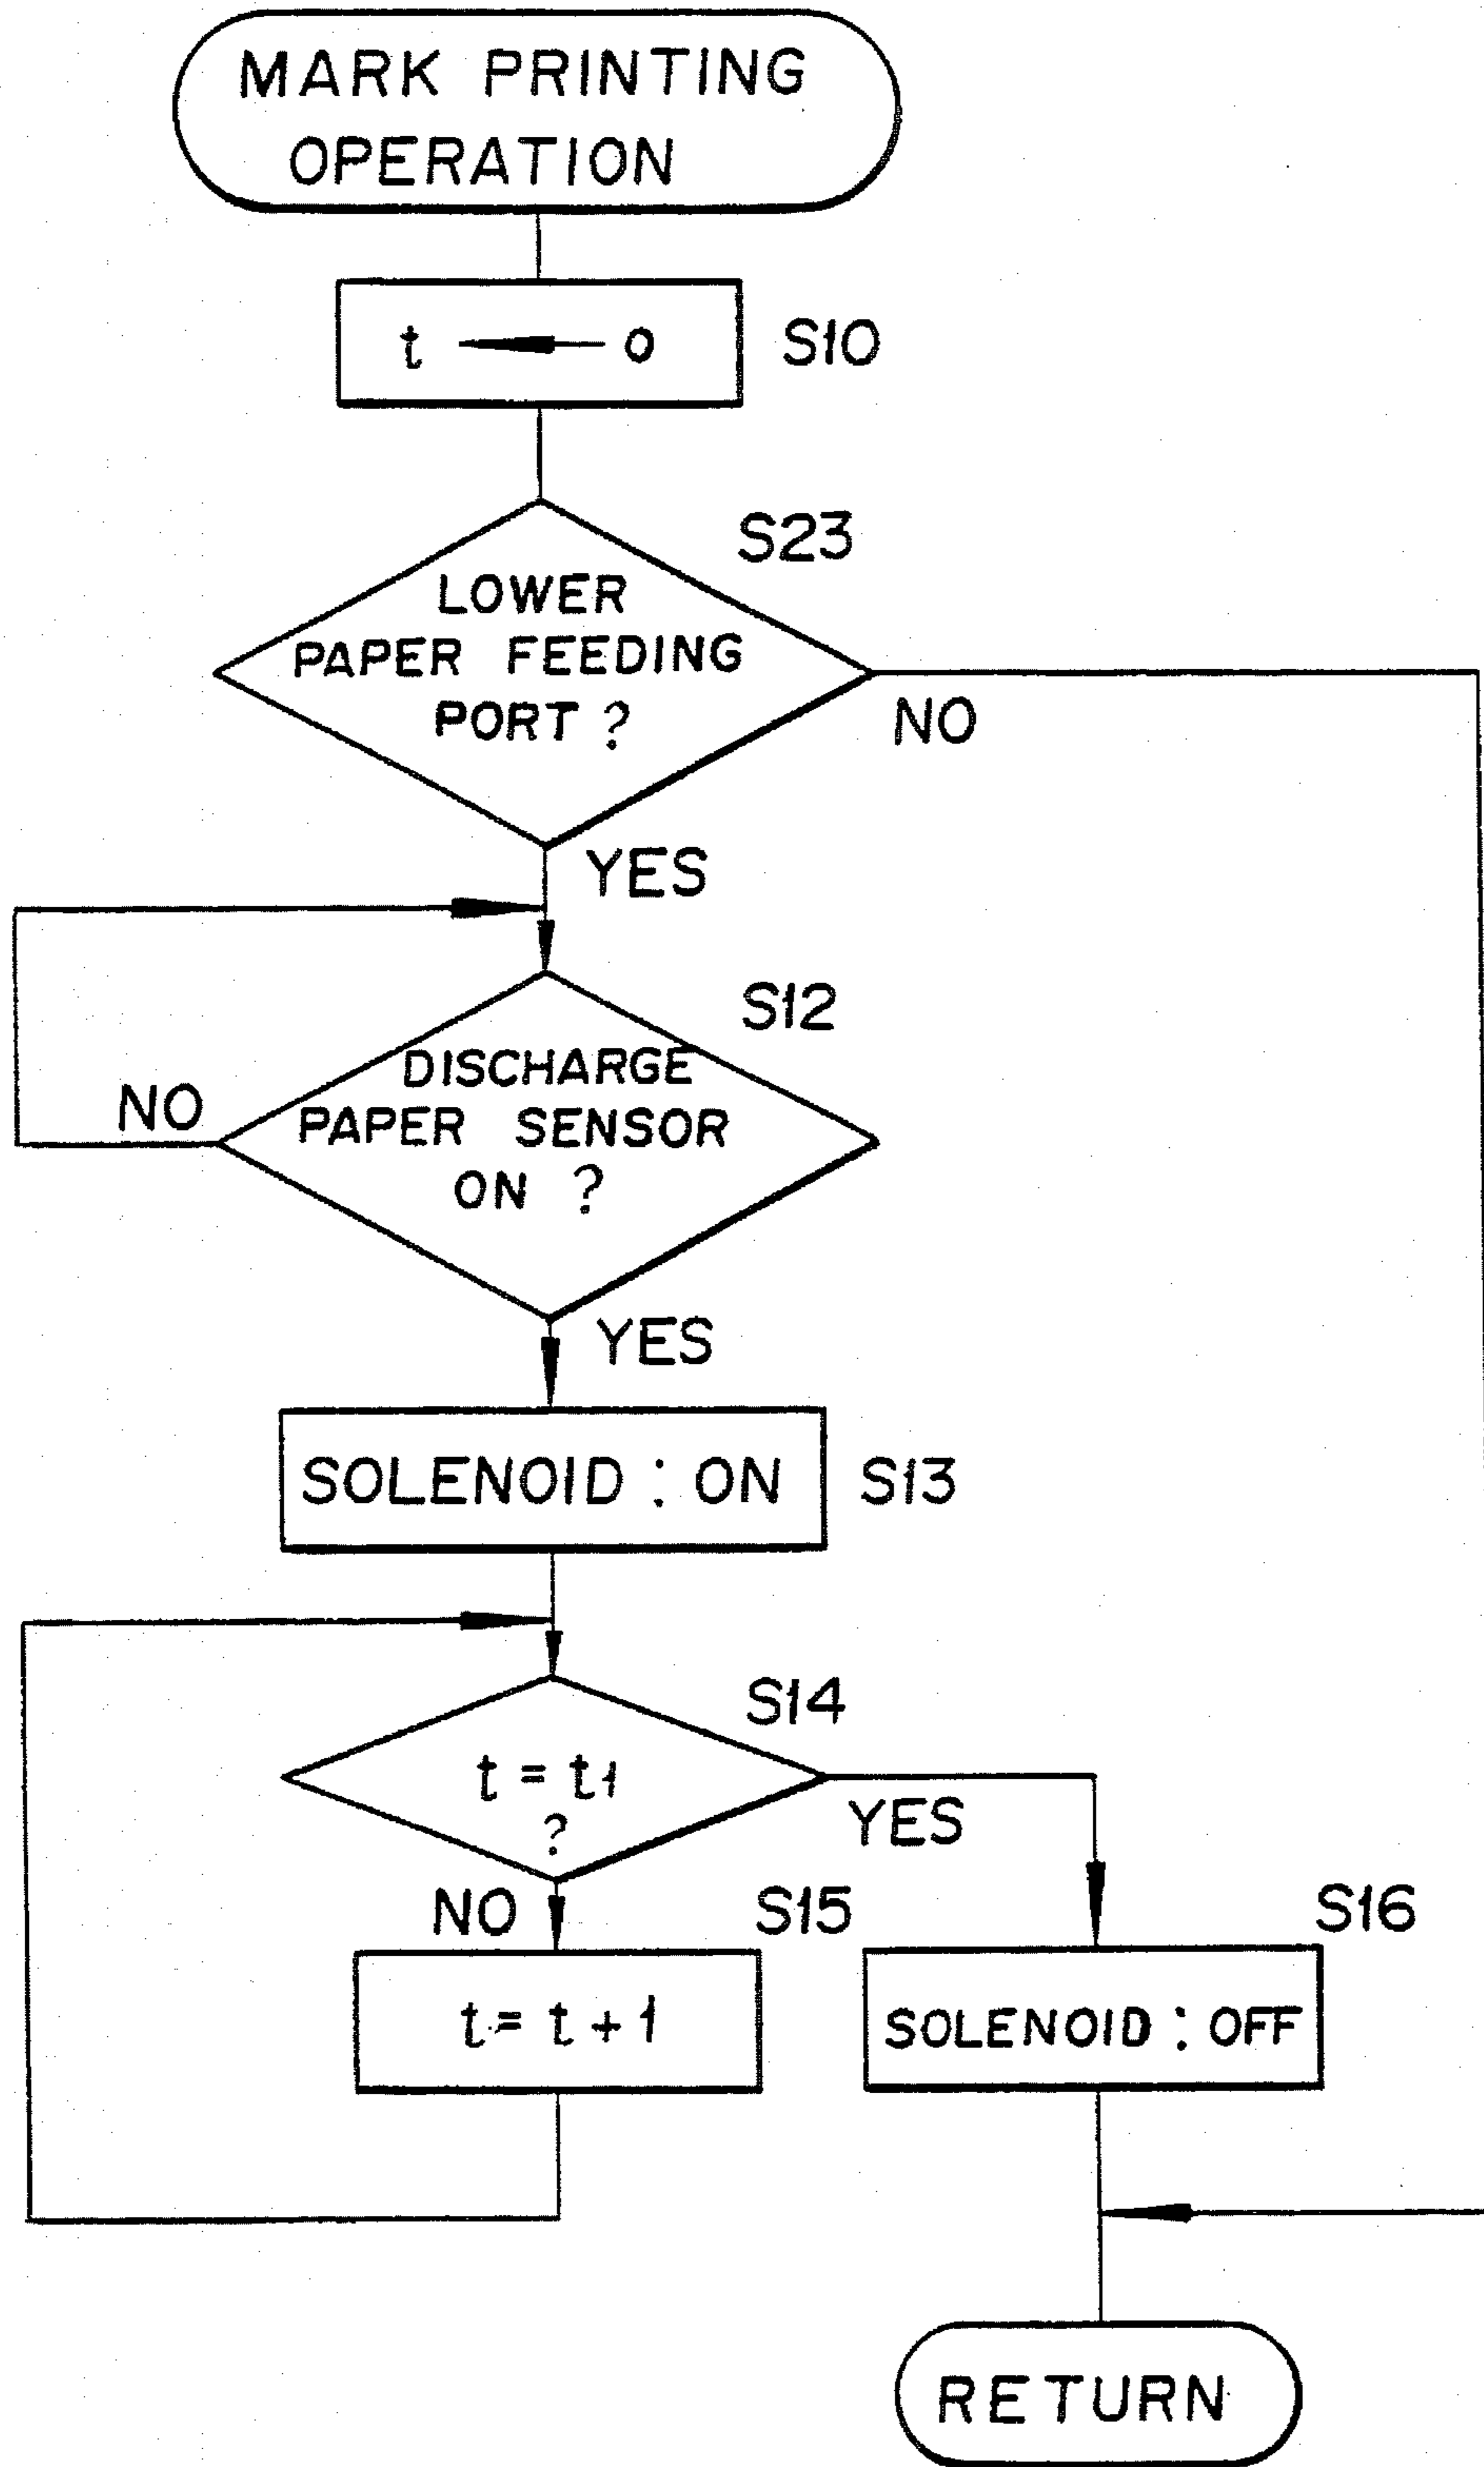 MARK PRINTING
OPERATION
t ← 0
S10
S23
LOWER
PAPER FEEDING
PORT ?
NO
YES
S12
DISCHARGE
PAPER SENSOR
ON ?
NO
YES
SOLENOID : ON
S13
S14
t = t1
?
YES
NO
S15
S16
t = t + 1
SOLENOID : OFF
RETURN